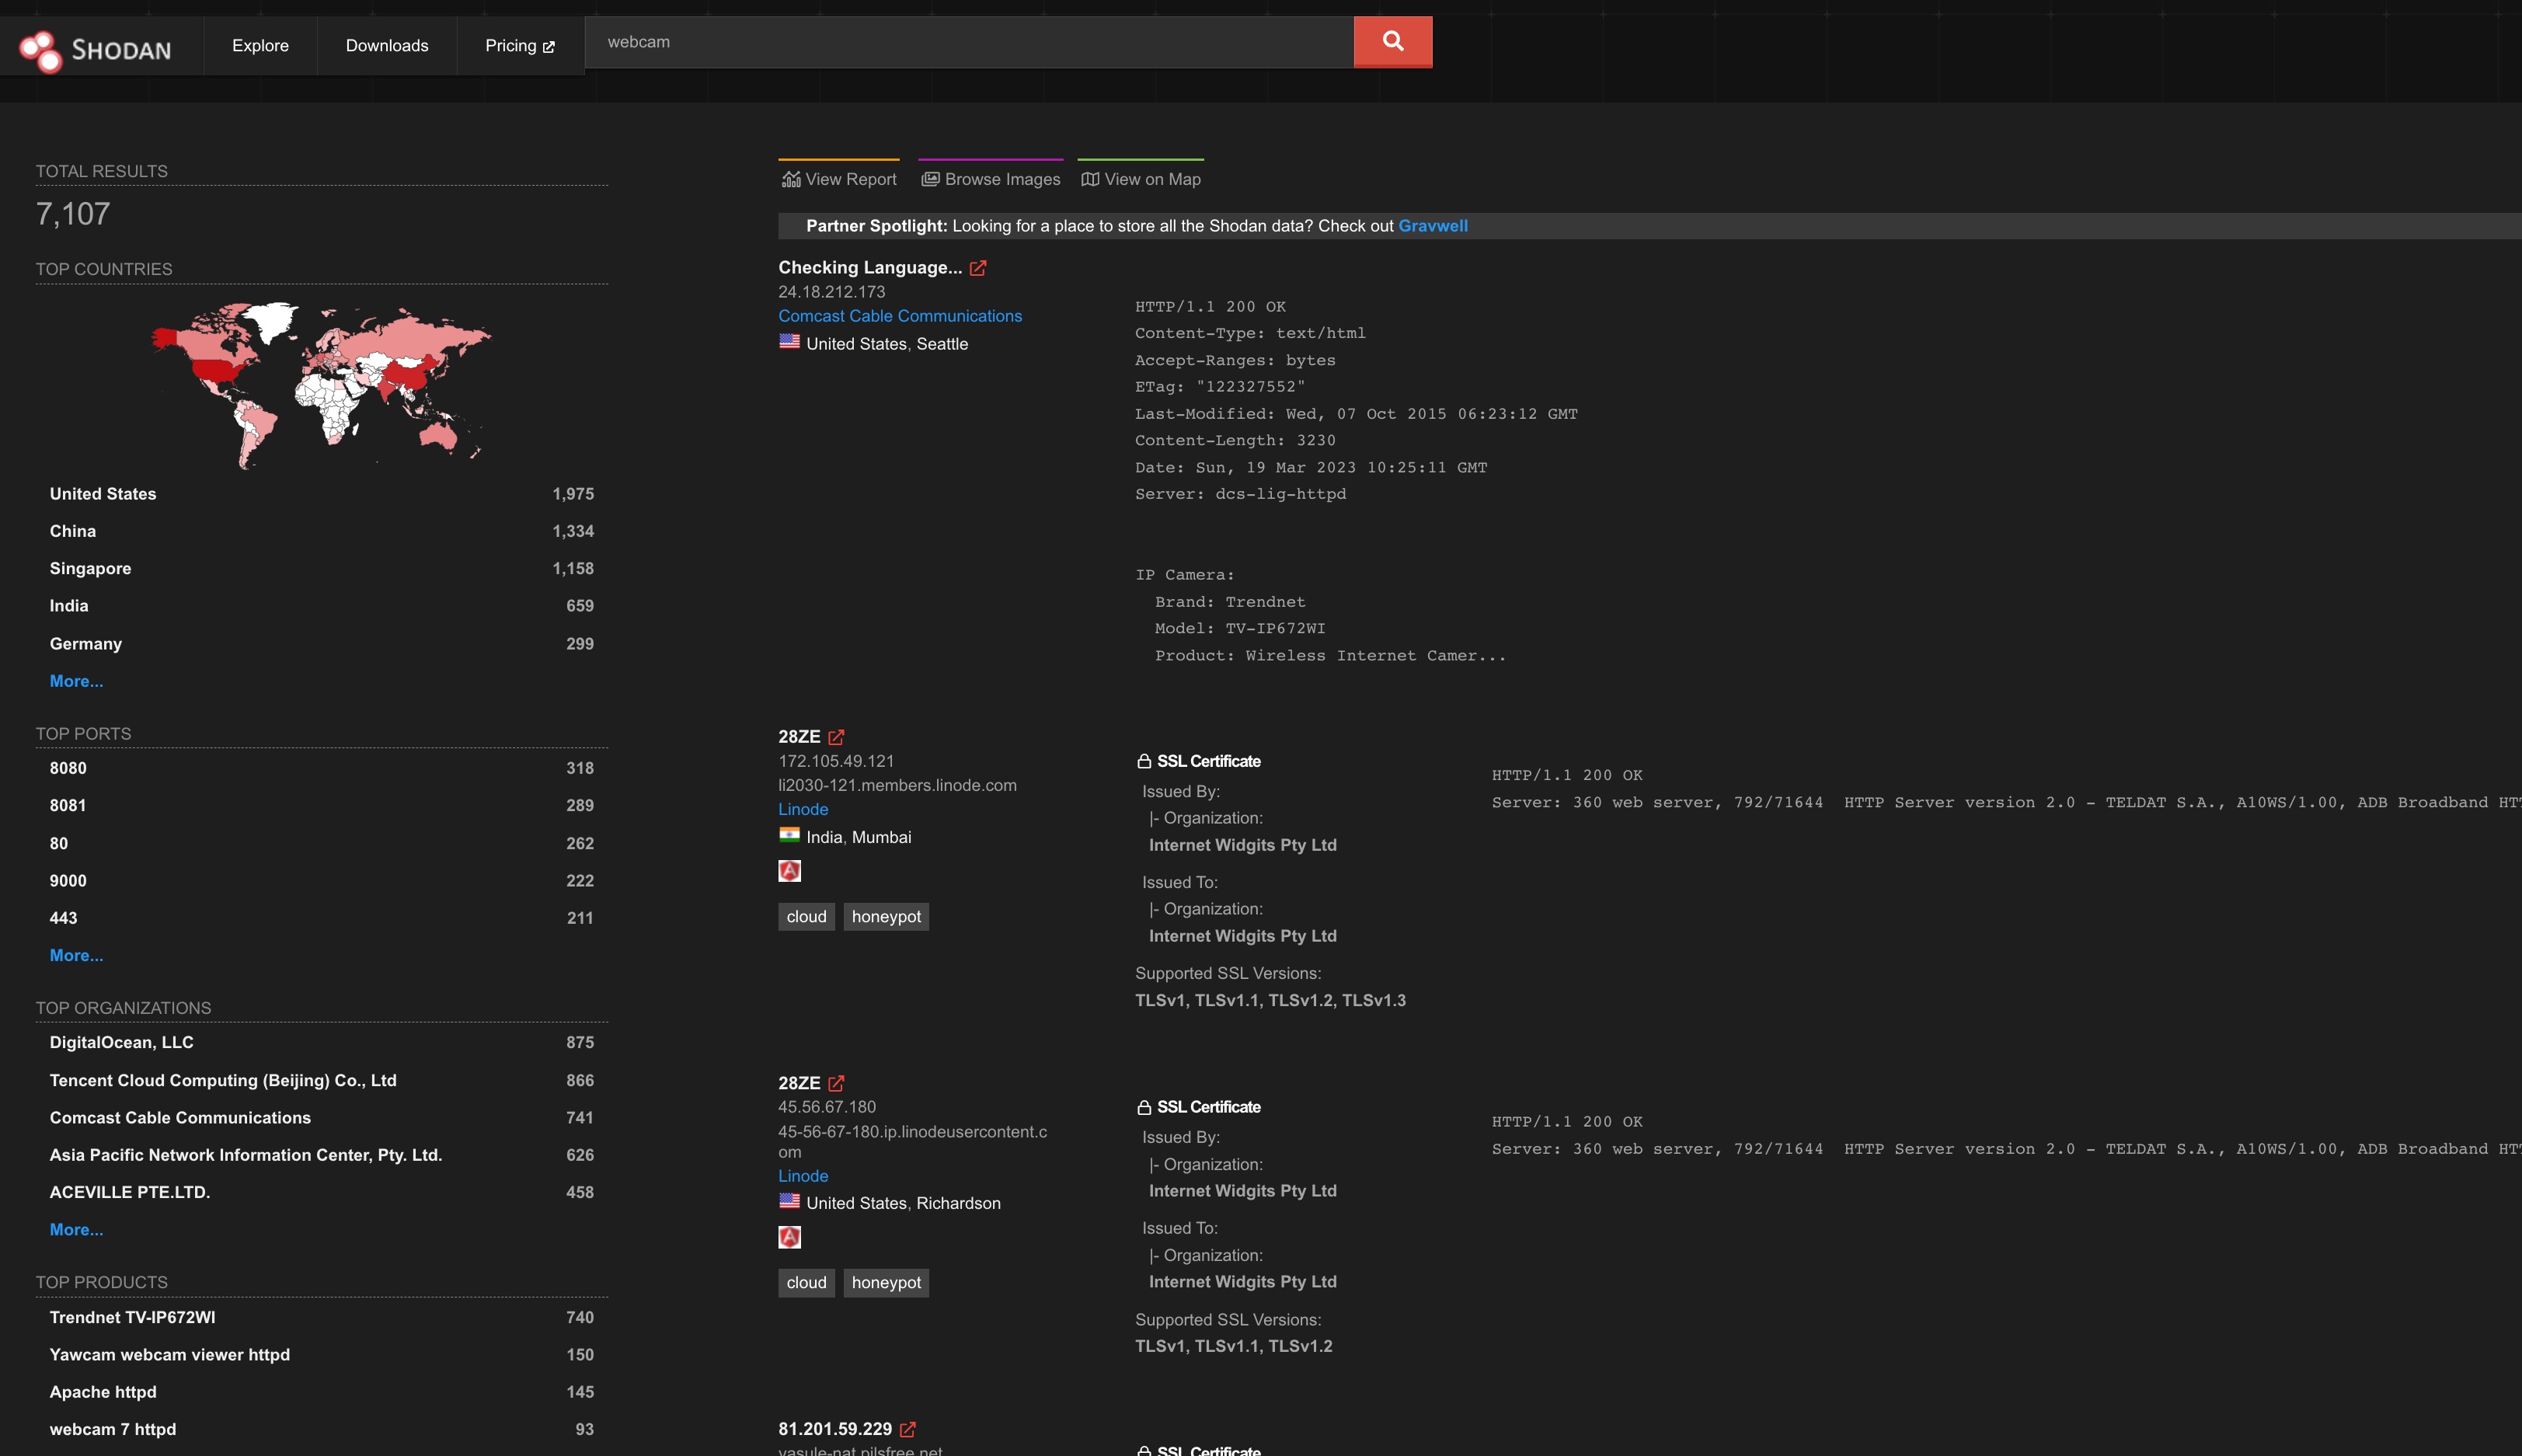 SHODAN
Explore
Downloads
Pricing
webcam
TOTAL RESULTS
7,107
TOP COUNTRIES
United States 1,975
China 1,334
Singapore 1,158
India 659
Germany 299
More...
TOP PORTS
8080 318
8081 289
80 262
9000 222
443 211
More...
TOP ORGANIZATIONS
DigitalOcean, LLC 875
Tencent Cloud Computing (Beijing) Co., Ltd 866
Comcast Cable Communications 741
Asia Pacific Network Information Center, Pty. Ltd. 626
ACEVILLE PTE.LTD. 458
More...
TOP PRODUCTS
Trendnet TV-IP672WI 740
Yawcam webcam viewer httpd 150
Apache httpd 145
webcam 7 httpd 93
View Report
Browse Images
View on Map
Partner Spotlight: Looking for a place to store all the Shodan data? Check out Gravwell
Checking Language...
24.18.212.173
Comcast Cable Communications
United States, Seattle
HTTP/1.1 200 OK
Content-Type: text/html
Accept-Ranges: bytes
ETag: "122327552"
Last-Modified: Wed, 07 Oct 2015 06:23:12 GMT
Content-Length: 3230
Date: Sun, 19 Mar 2023 10:25:11 GMT
Server: dcs-lig-httpd
IP Camera:
Brand: Trendnet
Model: TV-IP672WI
Product: Wireless Internet Camer...
28ZE
172.105.49.121
li2030-121.members.linode.com
Linode
India, Mumbai
cloud
honeypot
SSL Certificate
Issued By:
|- Organization:
Internet Widgits Pty Ltd
Issued To:
|- Organization:
Internet Widgits Pty Ltd
Supported SSL Versions:
TLSv1, TLSv1.1, TLSv1.2, TLSv1.3
HTTP/1.1 200 OK
Server: 360 web server, 792/71644  HTTP Server version 2.0 - TELDAT S.A., A10WS/1.00, ADB Broadband HT
28ZE
45.56.67.180
45-56-67-180.ip.linodeusercontent.c
om
Linode
United States, Richardson
cloud
honeypot
SSL Certificate
Issued By:
|- Organization:
Internet Widgits Pty Ltd
Issued To:
|- Organization:
Internet Widgits Pty Ltd
Supported SSL Versions:
TLSv1, TLSv1.1, TLSv1.2
HTTP/1.1 200 OK
Server: 360 web server, 792/71644  HTTP Server version 2.0 - TELDAT S.A., A10WS/1.00, ADB Broadband HT
81.201.59.229
vasule-nat.pilsfree.net
SSL Certificate